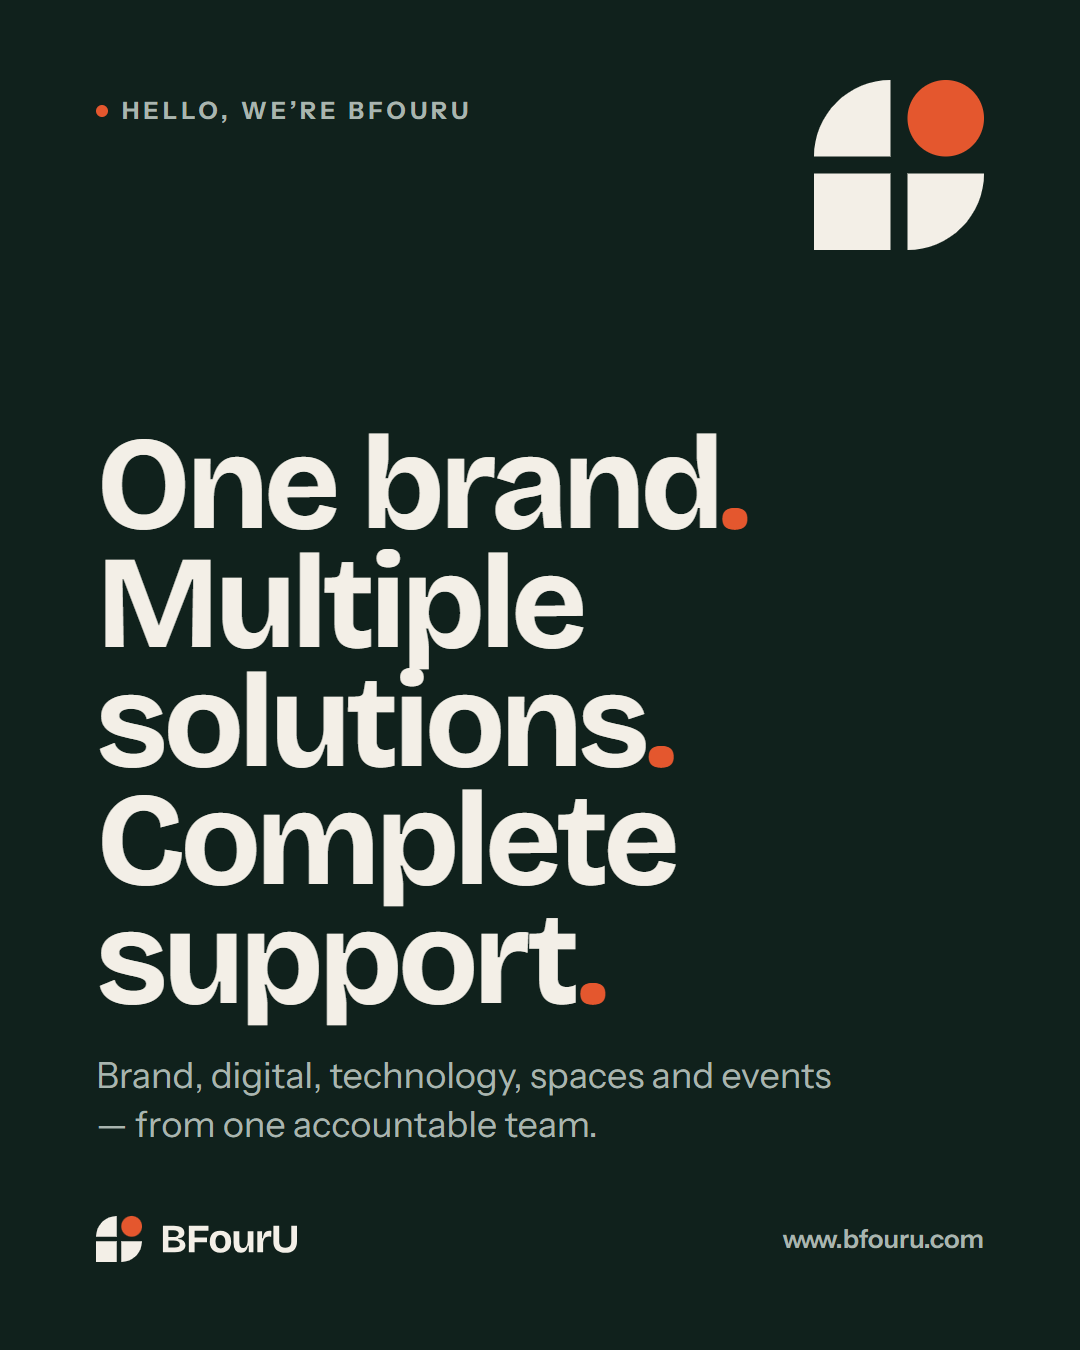 HELLO, WE’RE BFOURU
One brand.
Multiple
solutions.
Complete
support.
Brand, digital, technology, spaces and events
— from one accountable team.
BFourU
www.bfouru.com